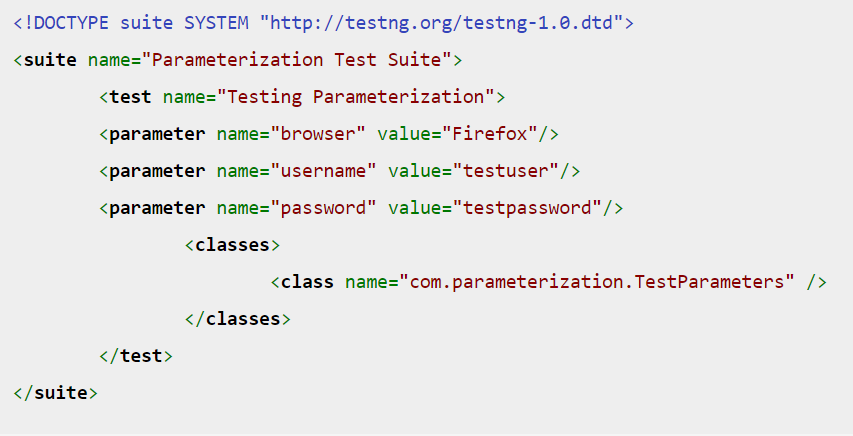 <!DOCTYPE suite SYSTEM "http://testng.org/testng-1.0.dtd">
<suite name="Parameterization Test Suite">
<test name="Testing Parameterization">
<parameter name="browser" value="Firefox"/>
<parameter name="username" value="testuser"/>
<parameter name="password" value="testpassword"/>
<classes>
<class name="com.parameterization.TestParameters" />
</classes>
</test>
</suite>